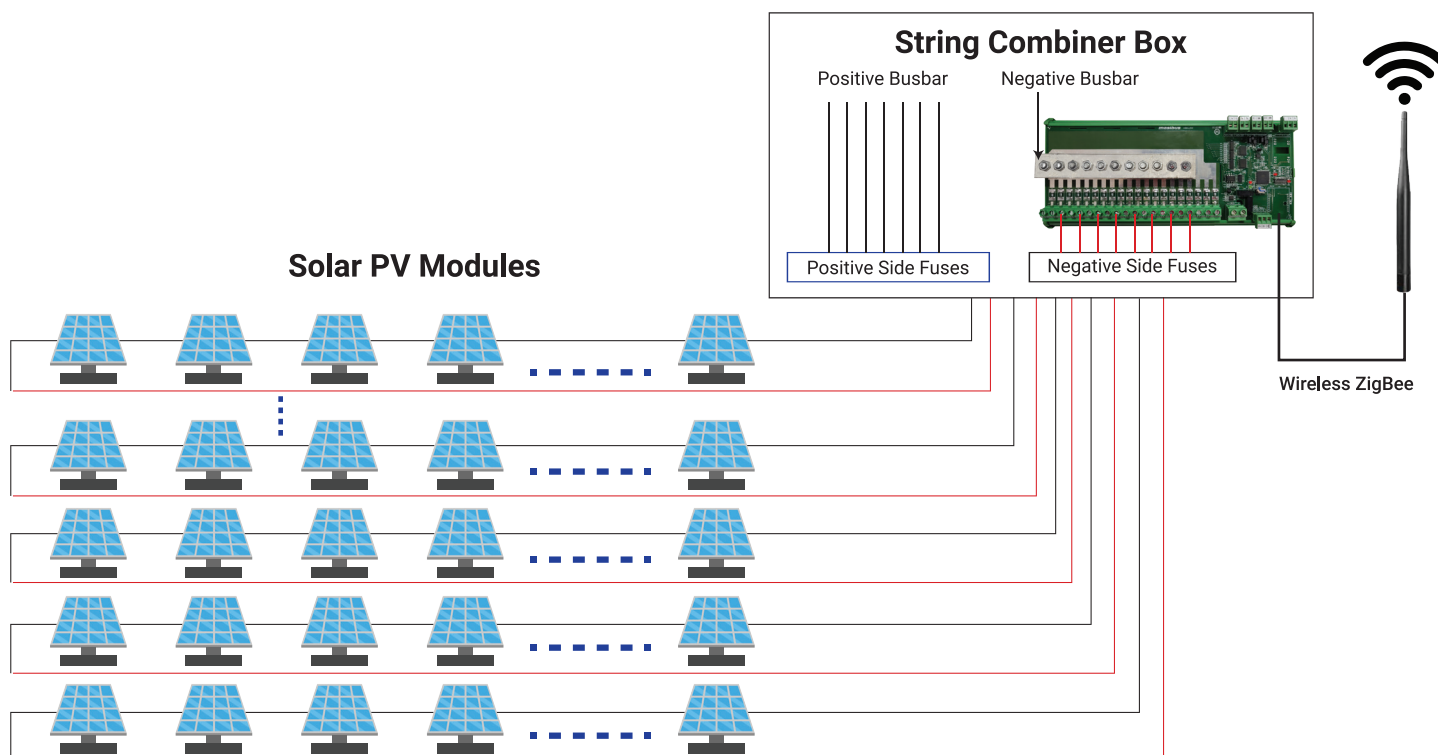 String Combiner Box
Positive Busbar
Negative Busbar
Positive Side Fuses
Negative Side Fuses
Solar PV Modules
Wireless ZigBee